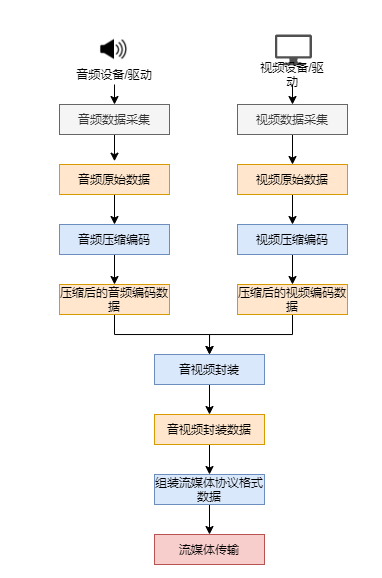 音频设备/驱动
视频设备/驱
动
音频数据采集
视频数据采集
音频原始数据
视频原始数据
音频压缩编码
视频压缩编码
压缩后的音频编码数
据
压缩后的视频编码数
据
音视频封装
音视频封装数据
组装流媒体协议格式
数据
流媒体传输